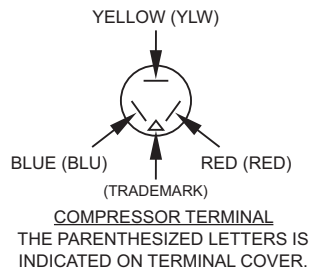 YELLOW (YLW)
BLUE (BLU)
RED (RED)
(TRADEMARK)
COMPRESSOR TERMINAL
THE PARENTHESIZED LETTERS IS
INDICATED ON TERMINAL COVER.